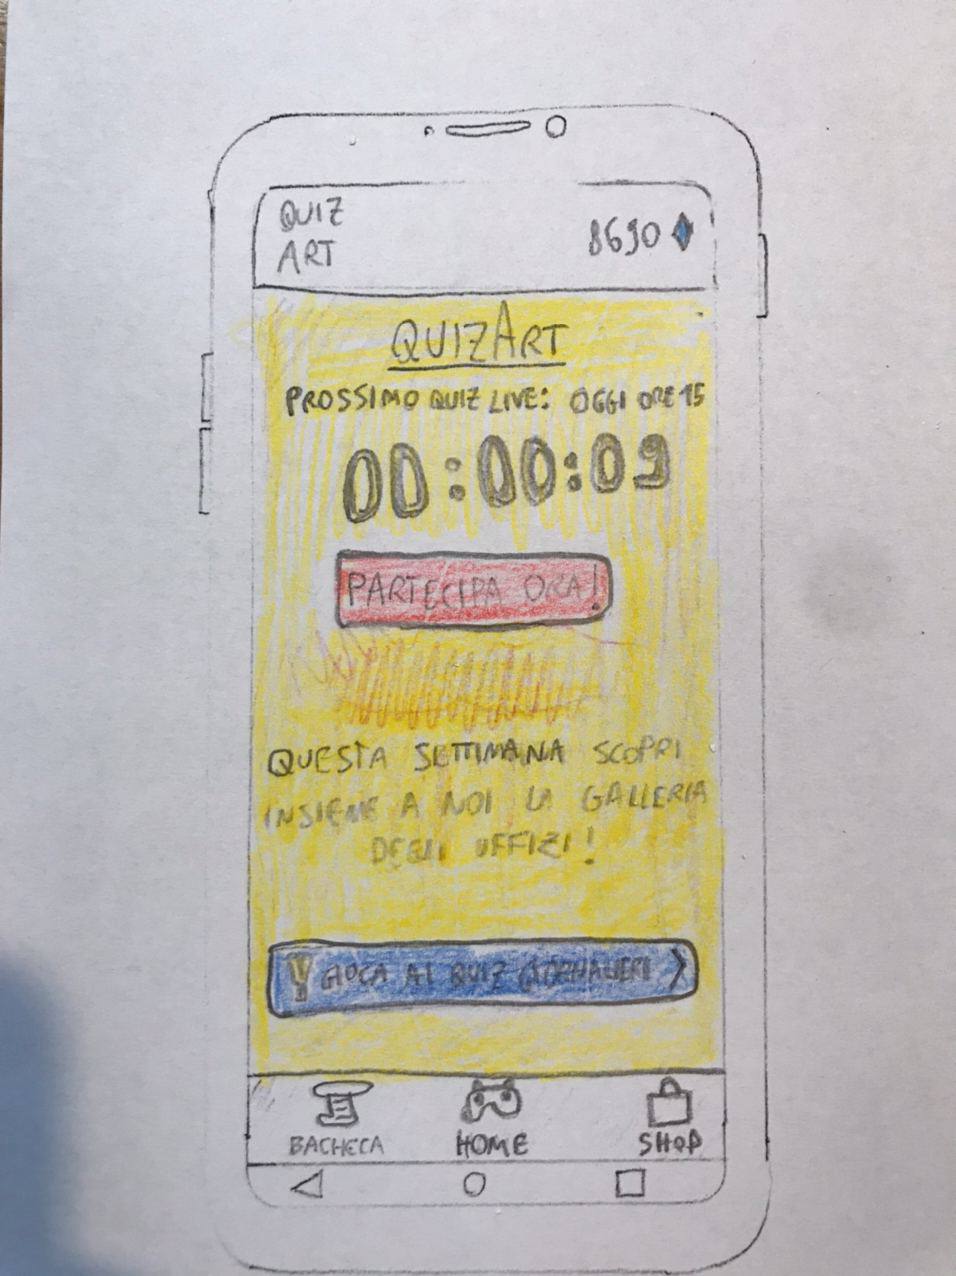 QUIZ
ART
8690
QUIZART
PROSSIMO QUIZ LIVE: OGGI ORE 15
00:00:09
PARTECIPA ORA!
QUESTA SETTIMANA SCOPRI
INSIEME A NOI LA GALLERIA
DEGLI UFFIZI!
GIOCA AI QUIZ GIORNALIERI >
BACHECA
HOME
SHOP